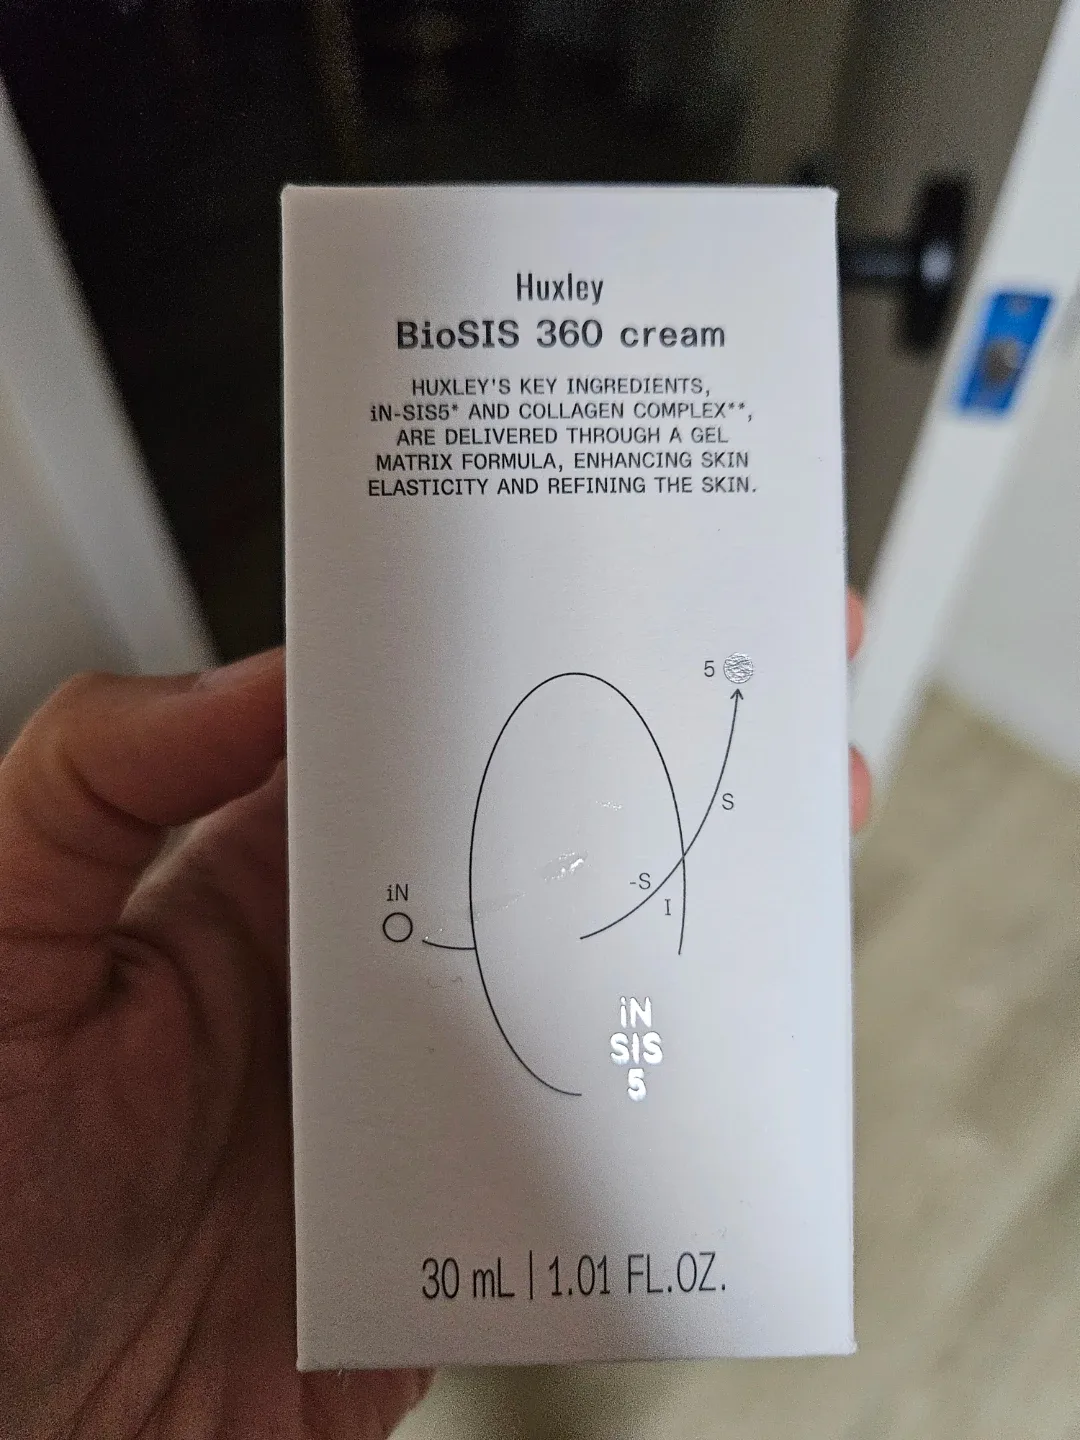 Huxley
BioSIS 360 cream
HUXLEY'S KEY INGREDIENTS,
iN-SIS5* AND COLLAGEN COMPLEX**,
ARE DELIVERED THROUGH A GEL
MATRIX FORMULA, ENHANCING SKIN
ELASTICITY AND REFINING THE SKIN.
5
S
-S
I
iN
iN
SIS
5
30 mL | 1.01 FL.OZ.